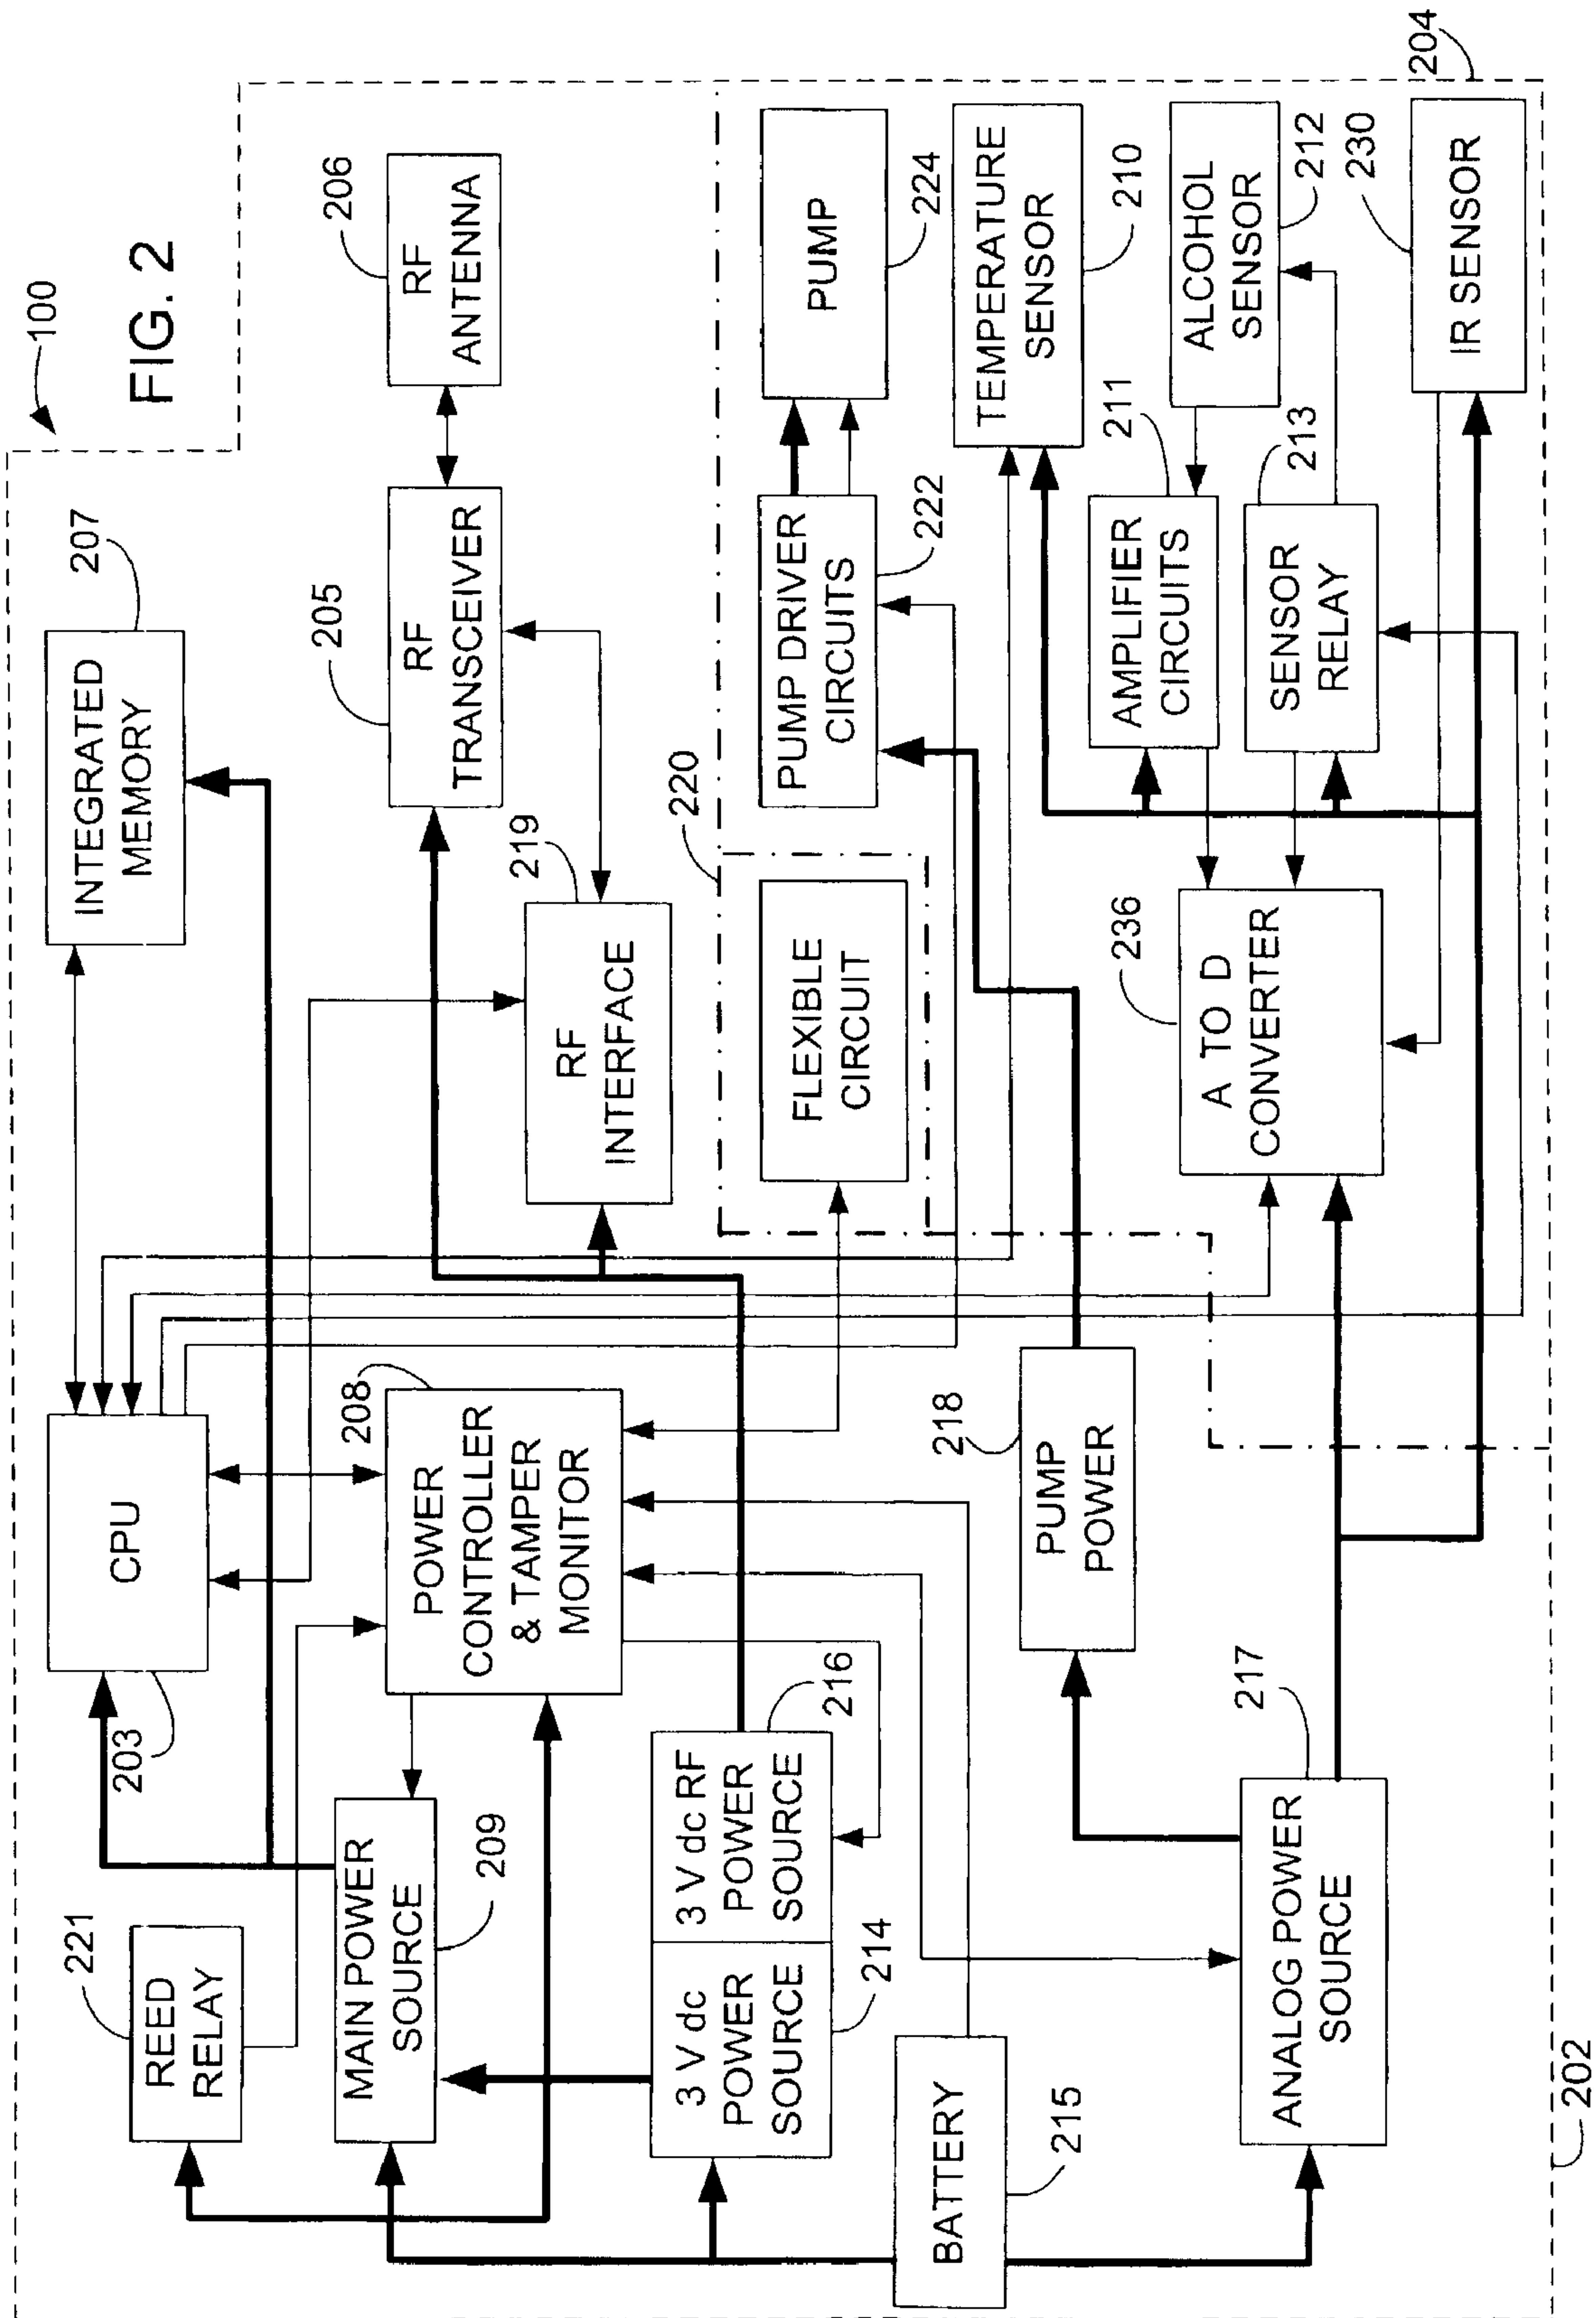 100
FIG. 2
INTEGRATED
MEMORY
207
CPU
203
REED
RELAY
221
RF
ANTENNA
206
RF
TRANSCEIVER
205
RF
INTERFACE
219
POWER
CONTROLLER
& TAMPER
MONITOR
208
MAIN POWER
SOURCE
209
3 V dc
POWER
SOURCE
214
3 V dc RF
POWER
SOURCE
216
BATTERY
215
FLEXIBLE
CIRCUIT
220
PUMP DRIVER
CIRCUITS
222
PUMP
224
TEMPERATURE
SENSOR
210
PUMP
POWER
218
AMPLIFIER
CIRCUITS
211
ALCOHOL
SENSOR
212
SENSOR
RELAY
213
A TO D
CONVERTER
236
ANALOG POWER
SOURCE
217
IR SENSOR
230
204
202